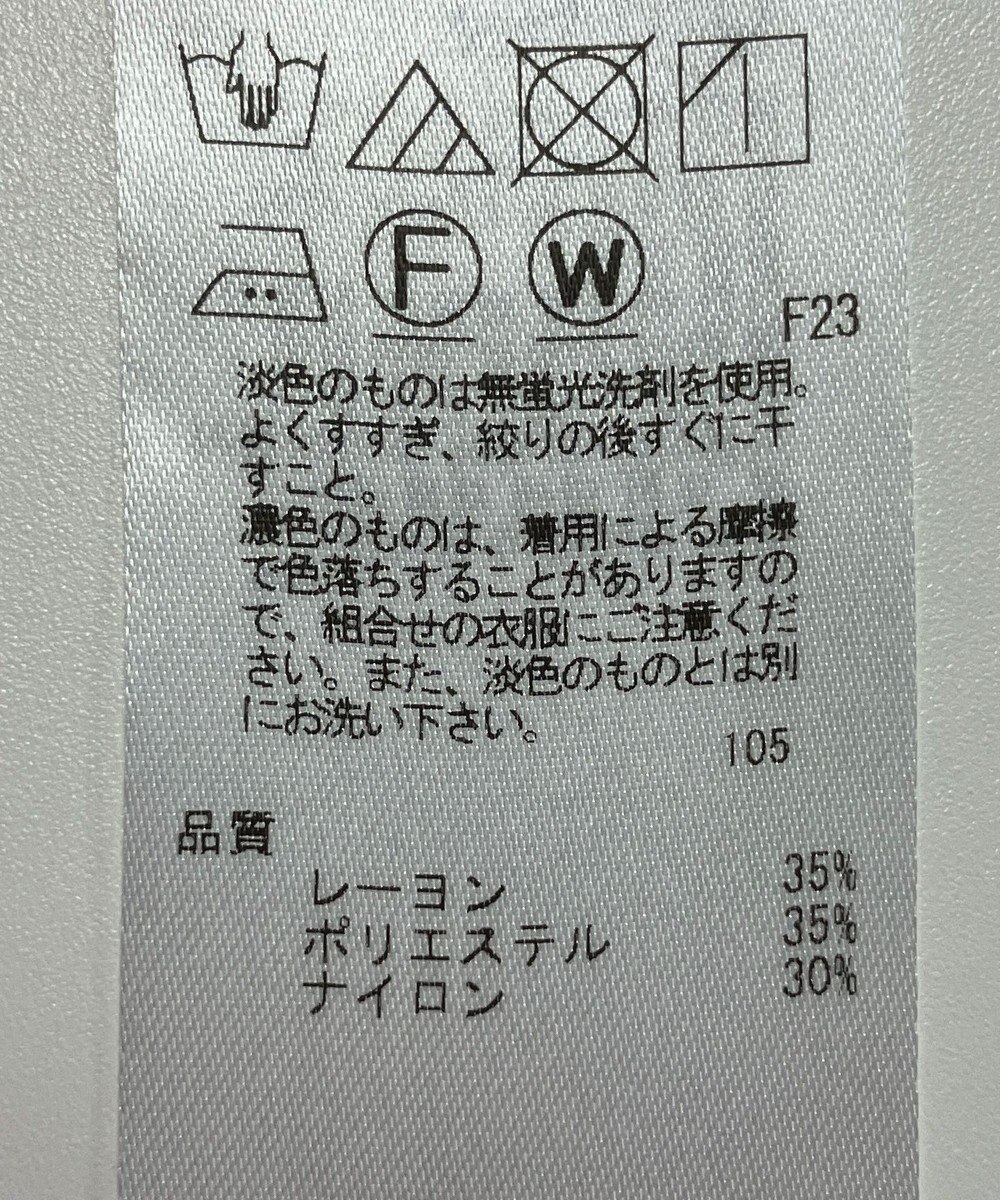 F W
F23
淡色のものは無蛍光洗剤を使用。
よくすすぎ、絞りの後すぐに干
すこと。
濃色のものは、着用による摩擦
で色落ちすることがありますの
で、組合せの衣服にご注意くだ
さい。また、淡色のものとは別
にお洗い下さい。
105
品質
レーヨン 35%
ポリエステル 35%
ナイロン 30%